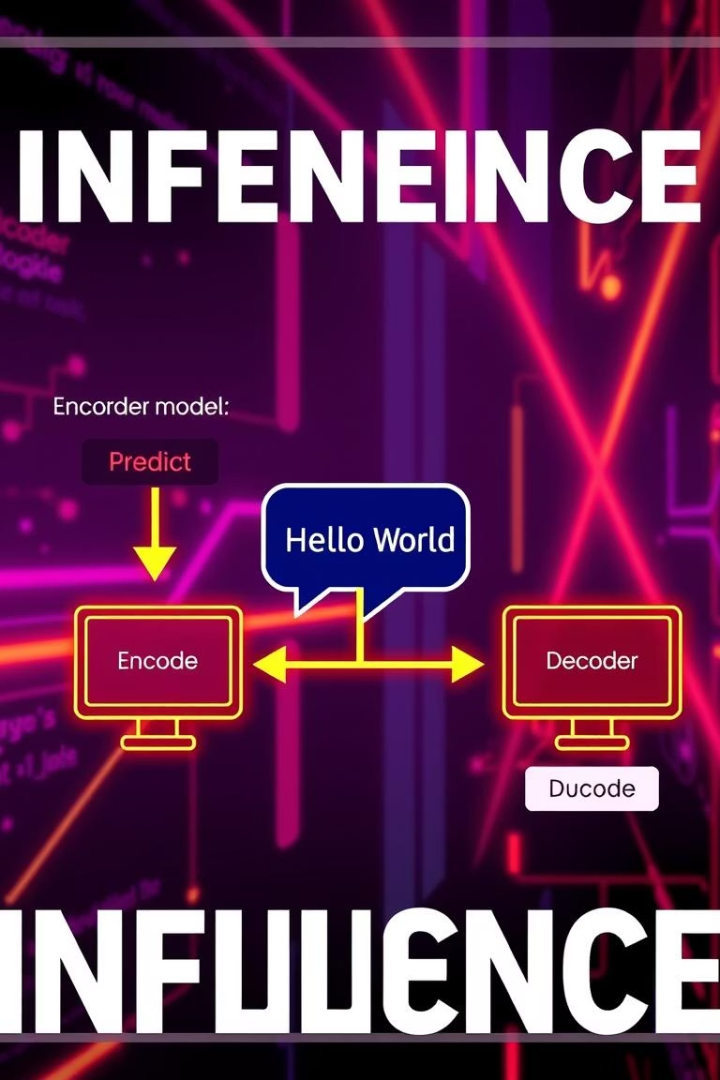 INFENEINCE
Encorder model:
Predict
Hello World
Encode
Decoder
Ducode
INFUUENCE